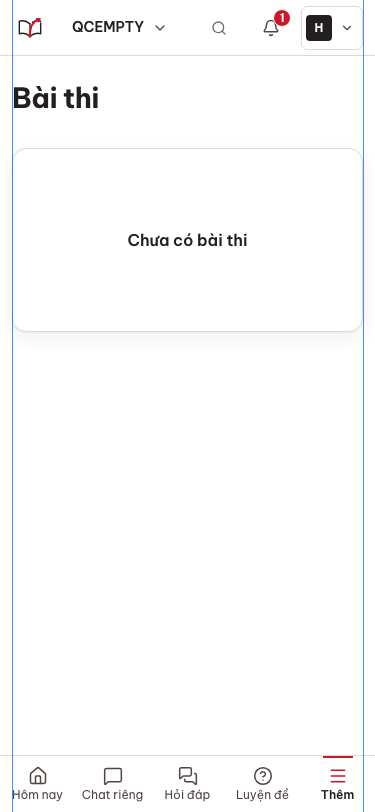 QCEMPTY
1
H
Bài thi
Chưa có bài thi
Hôm nay
Chat riêng
Hỏi đáp
Luyện đề
Thêm